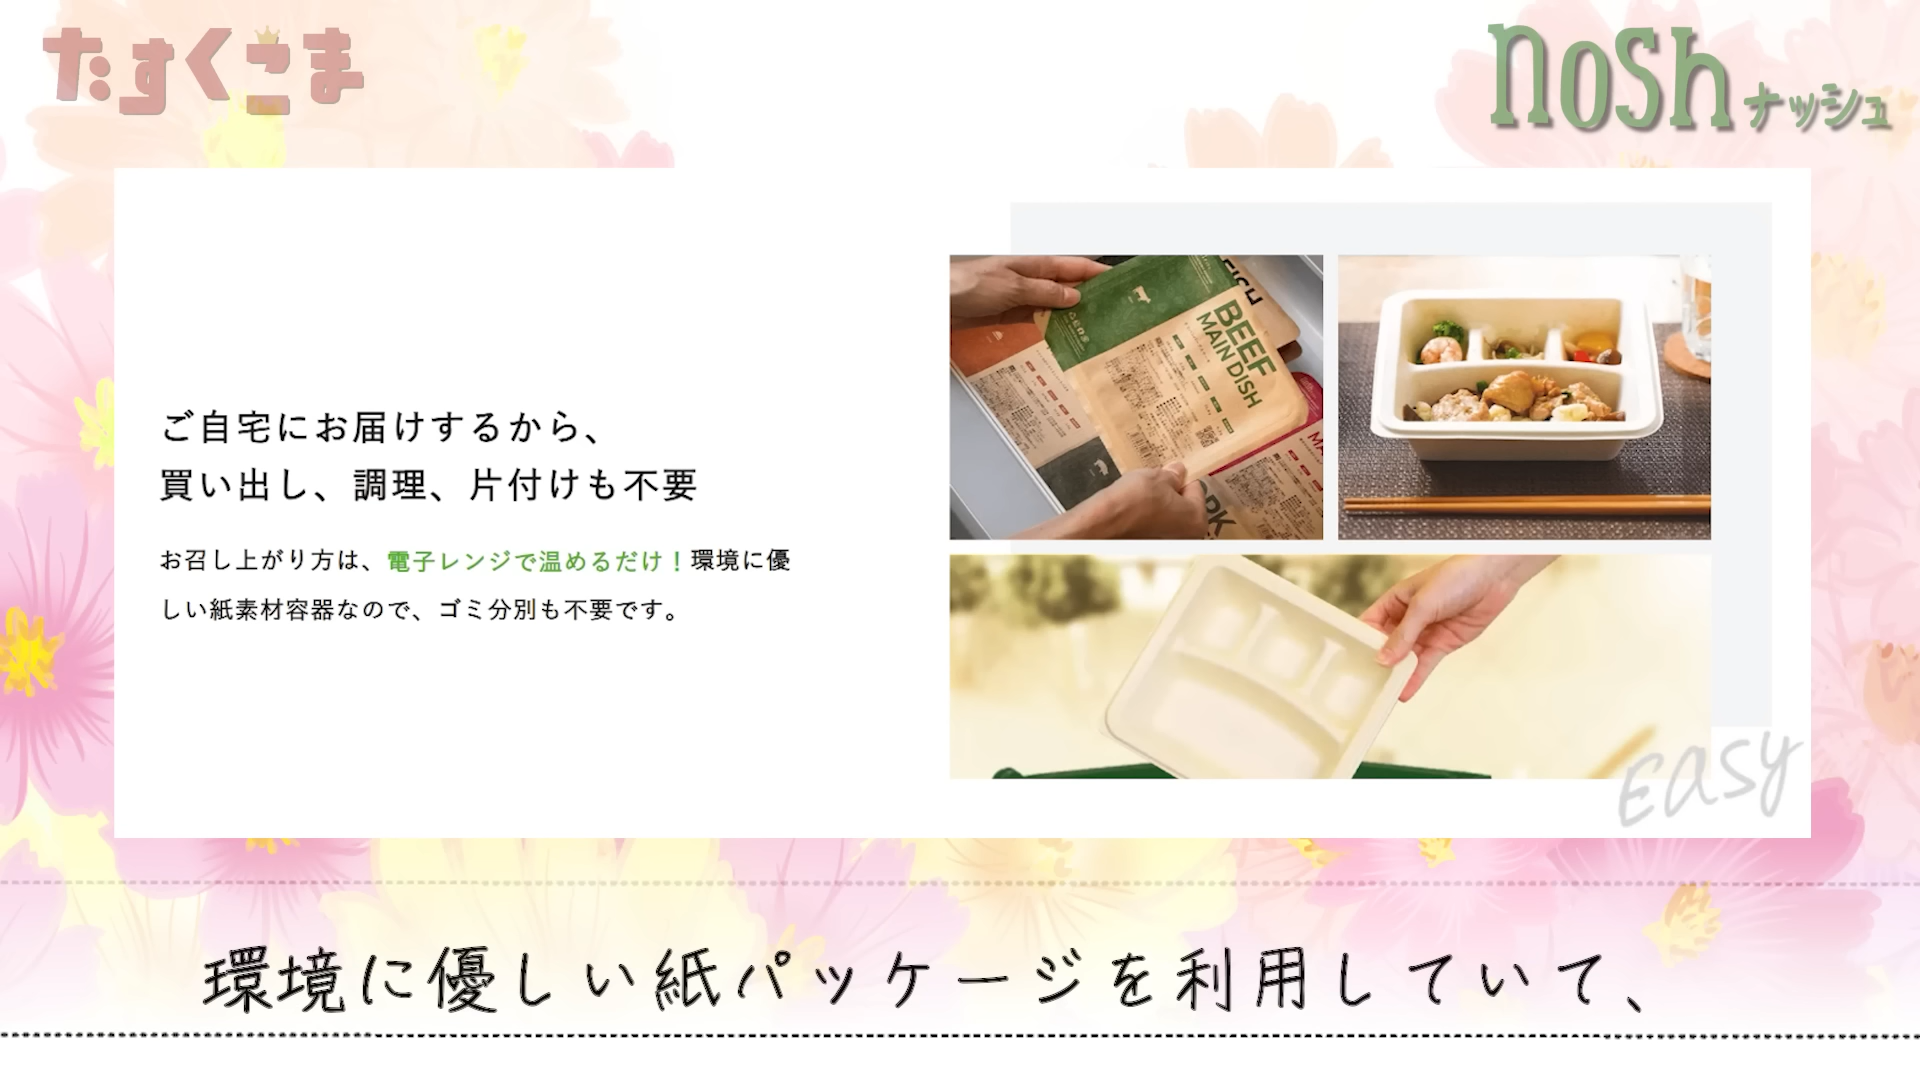 たすくこま
nosh ナッシュ
ご自宅にお届けするから、
買い出し、調理、片付けも不要
お召し上がり方は、電子レンジで温めるだけ！環境に優
しい紙素材容器なので、ゴミ分別も不要です。
FISH
BEEF
MAIN DISH
EASY
環境に優しい紙パッケージを利用していて、